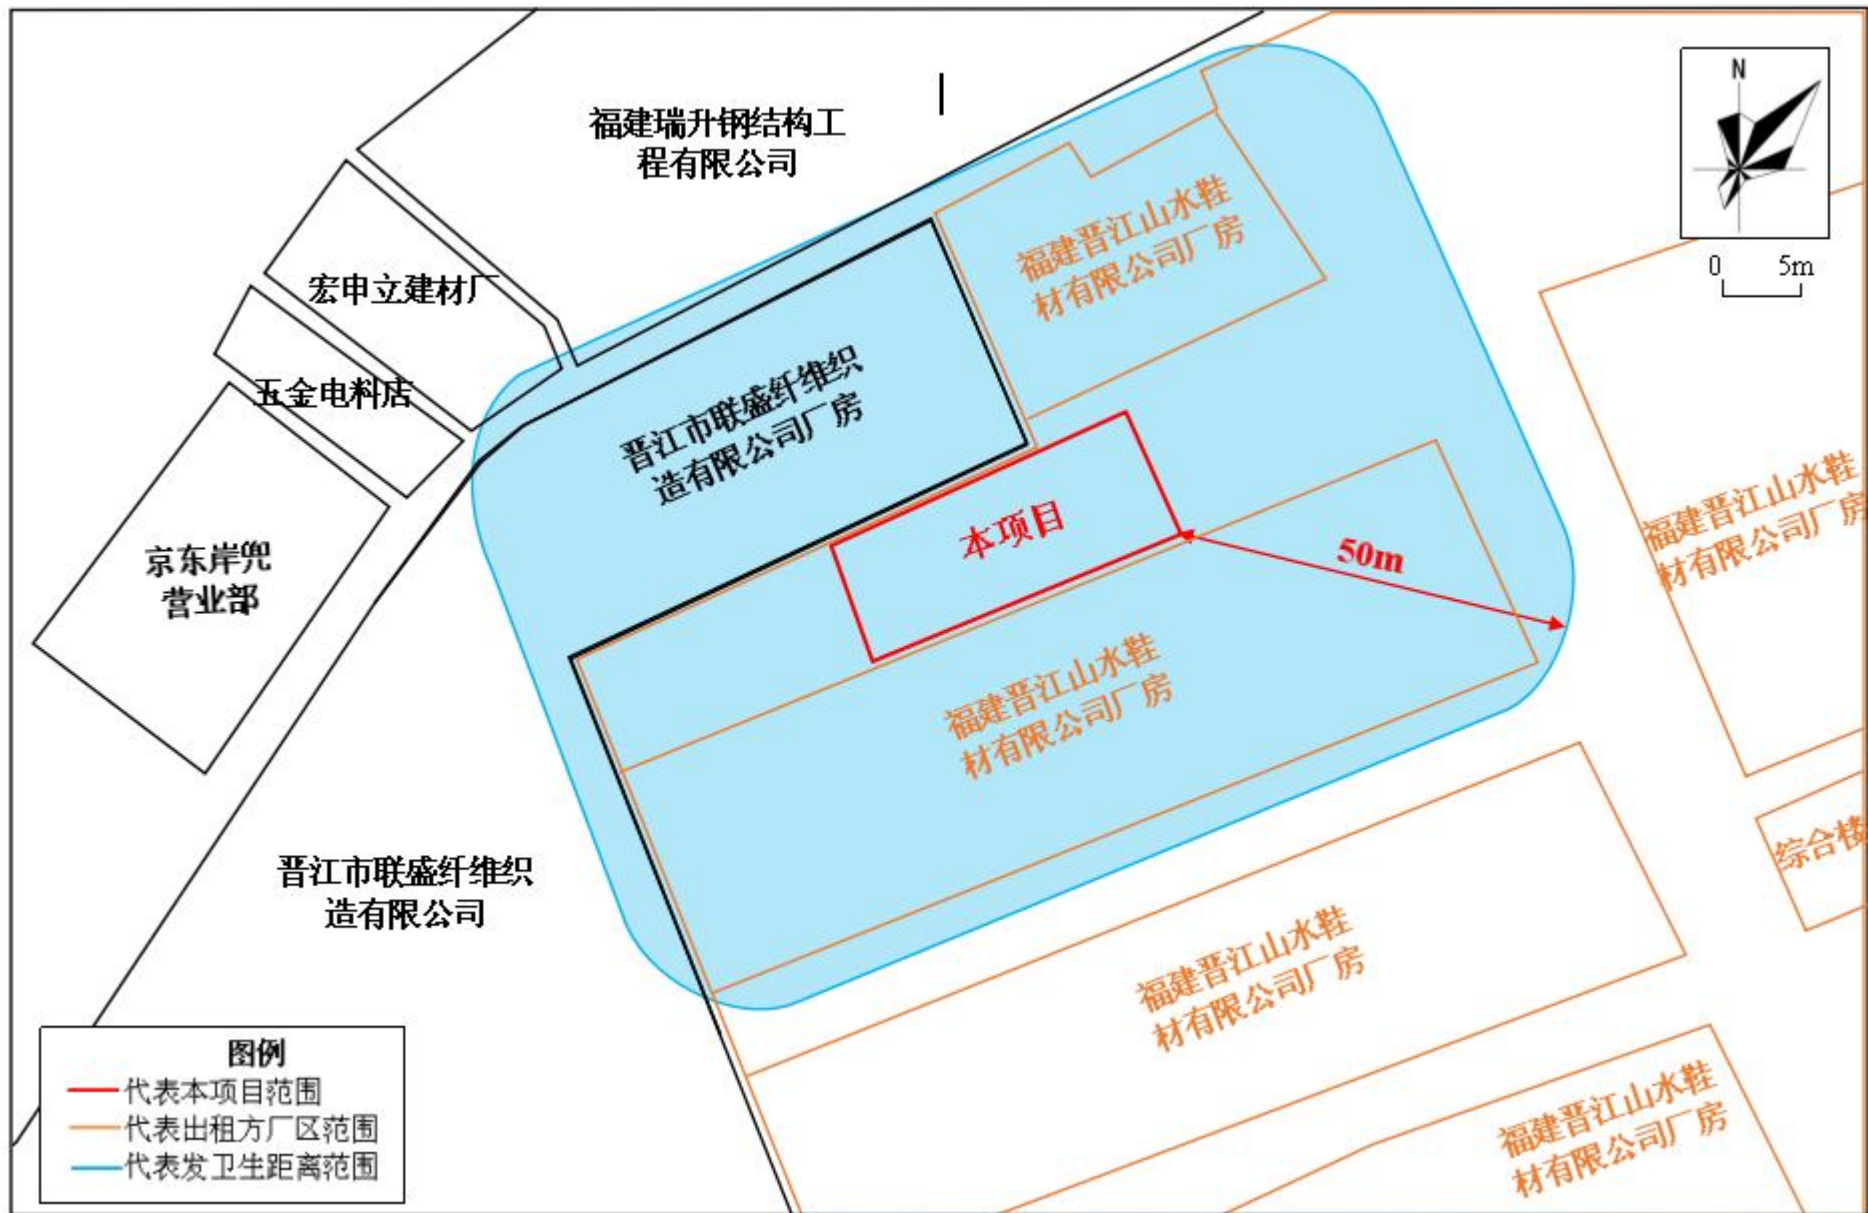 福建瑞升钢结构工
程有限公司
N
0 5m
宏申立建材厂
五金电料店
京东岸兜
营业部
福建晋江山水鞋
材有限公司厂房
晋江市联盛纤维织
造有限公司厂房
本项目
50m
福建晋江山水鞋
材有限公司厂房
福建晋江山水鞋
材有限公司厂房
综合楼
晋江市联盛纤维织
造有限公司
福建晋江山水鞋
材有限公司厂房
福建晋江山水鞋
材有限公司厂房
图例
代表本项目范围
代表出租方厂区范围
代表发卫生距离范围